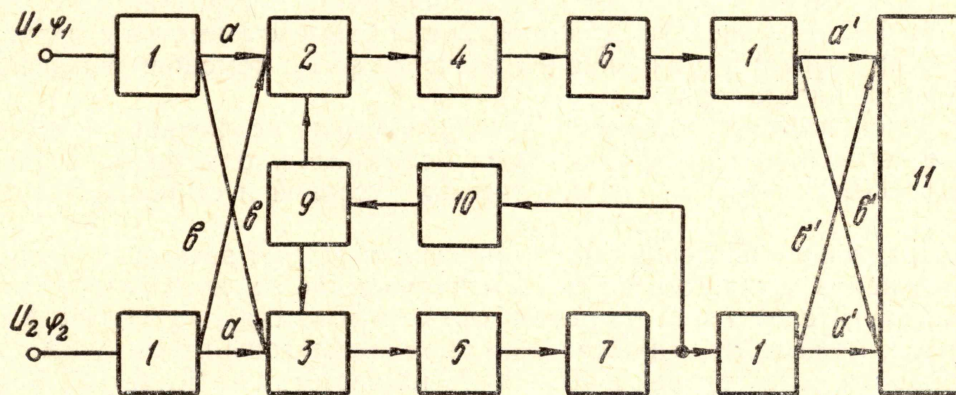 U₁ φ₁ 1 а 2 4 6 1 а'
в в 9 10 б' б' 11
U₂ φ₂ 1 а 3 5 7 1 а'